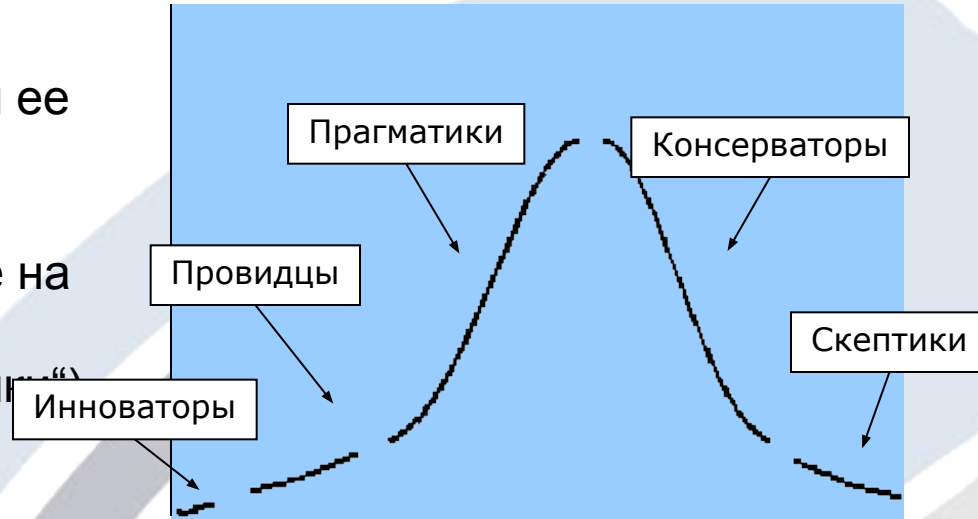 ее
Прагматики
Консерваторы
на
Провидцы
Скептики
Инноваторы